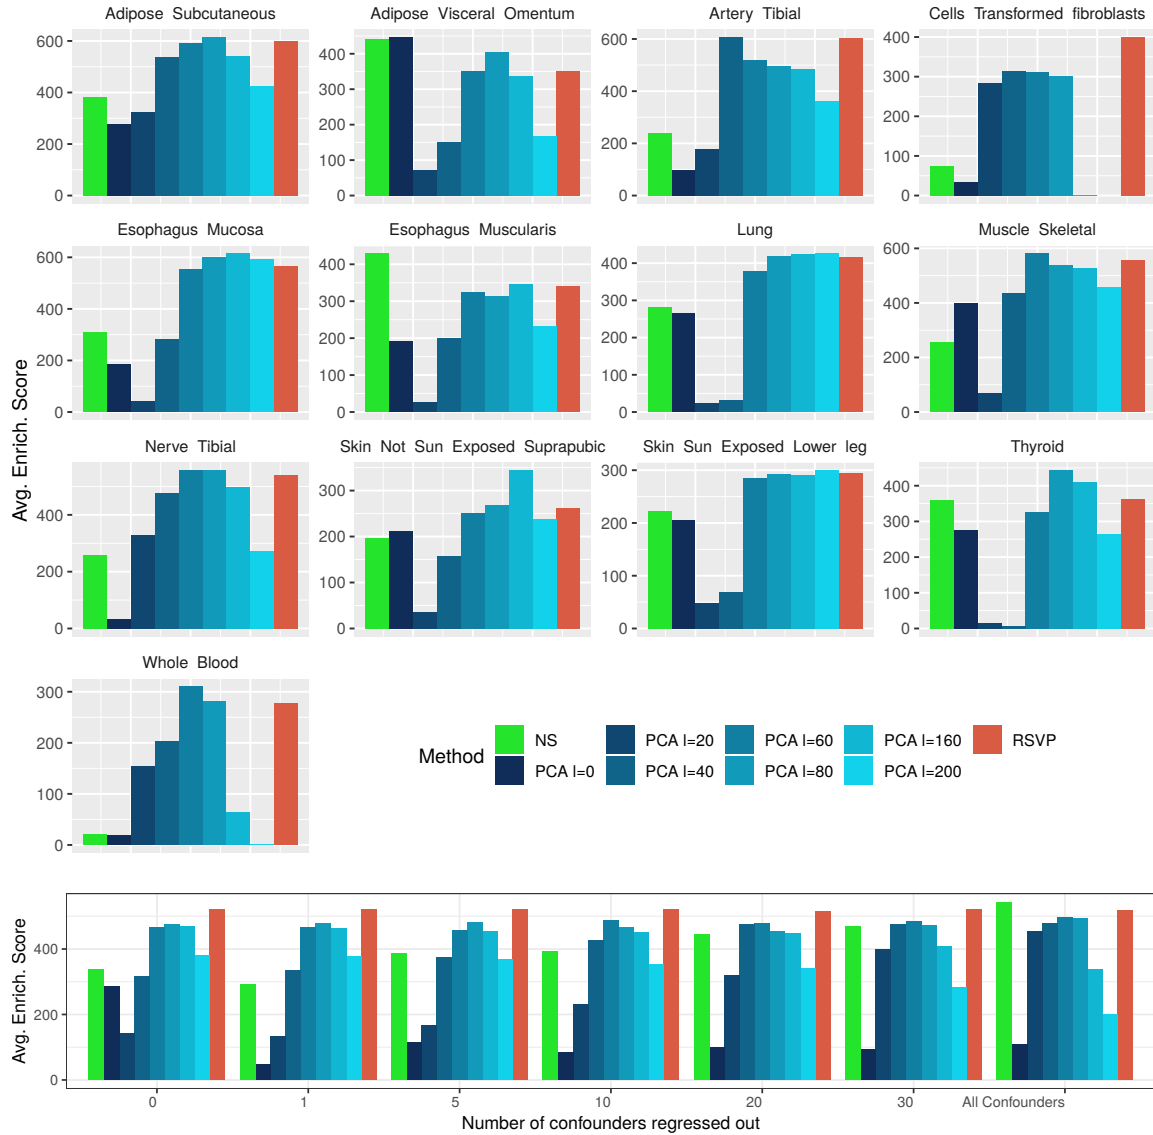 Adipose Subcutaneous
Adipose Visceral Omentum
Artery Tibial
Cells Transformed fibroblasts
600
400
200
0
400
300
200
100
0
600
400
200
0
400
300
200
100
0
Esophagus Mucosa
Esophagus Muscularis
Lung
Muscle Skeletal
600
400
200
0
400
300
200
100
0
400
300
200
100
0
600
400
200
0
Avg. Enrich. Score
Nerve Tibial
Skin Not Sun Exposed Suprapubic
Skin Sun Exposed Lower leg
Thyroid
400
200
0
300
200
100
0
300
200
100
0
400
300
200
100
0
Whole Blood
300
200
100
0
Method
NS
PCA l=0
PCA l=20
PCA l=40
PCA l=60
PCA l=80
PCA l=160
PCA l=200
RSVP
Avg. Enrich. Score
400
200
0
0
1
5
10
20
30
All Confounders
Number of confounders regressed out